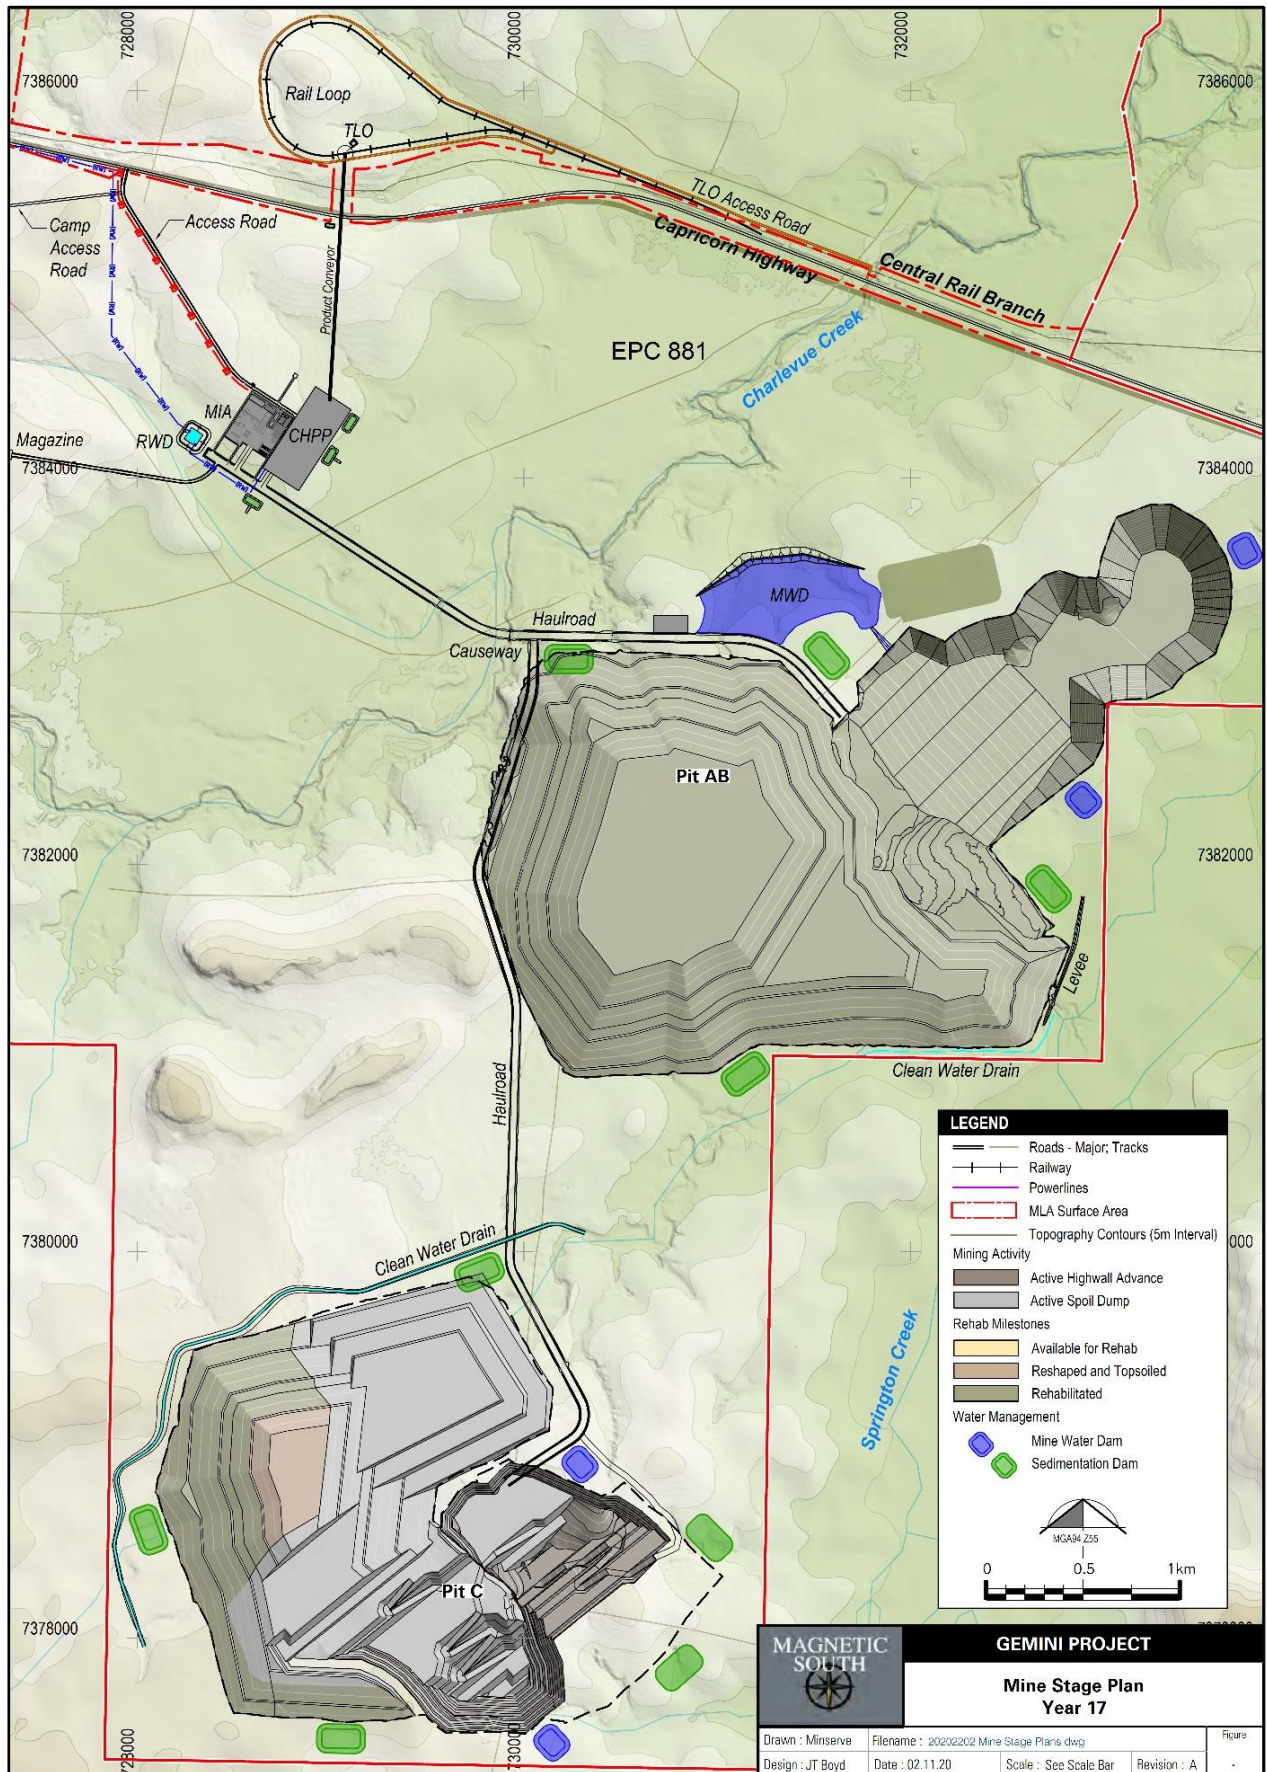 728000
730000
732000
7386000
7386000
Rail Loop
TLO
TLO Access Road
Capricorn Highway
Central Rail Branch
Camp
Access
Road
Access Road
Product Conveyor
EPC 881
Charlevue Creek
MIA
CHPP
RWD
Magazine
7384000
7384000
MWD
Haulroad
Causeway
Pit AB
7382000
7382000
Levee
Clean Water Drain
Haulroad
7380000
Clean Water Drain
Springton Creek
Pit C
7378000
728000
730000
LEGEND
Roads - Major; Tracks
Railway
Powerlines
MLA Surface Area
Topography Contours (5m Interval)
000
Mining Activity
Active Highwall Advance
Active Spoil Dump
Rehab Milestones
Available for Rehab
Reshaped and Topsoiled
Rehabilitated
Water Management
Mine Water Dam
Sedimentation Dam
MGA94 Z55
0 0.5 1km
MAGNETIC
SOUTH
GEMINI PROJECT
Mine Stage Plan
Year 17
Drawn : Minserve
Filename : 20202202 Mine Stage Plans.dwg
Figure
Design : JT Boyd
Date : 02.11.20
Scale : See Scale Bar
Revision : A
-